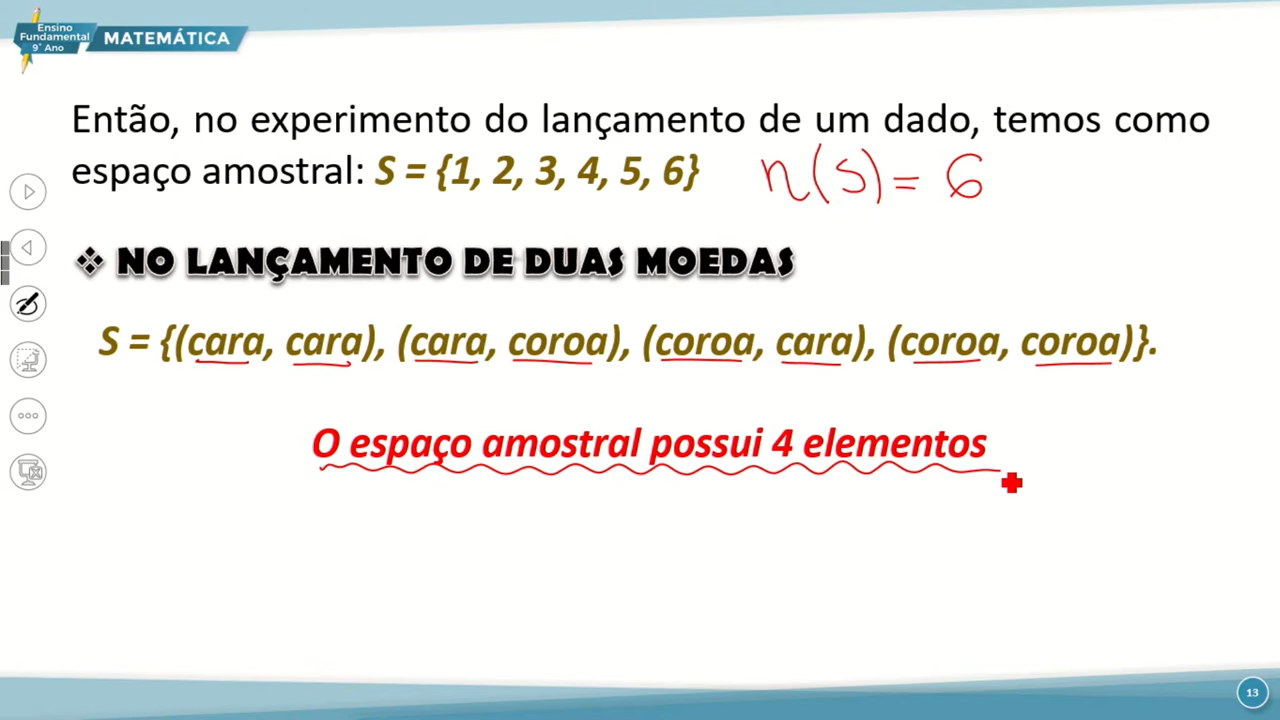 Ensino
Fundamental
9° Ano
MATEMÁTICA
Então, no experimento do lançamento de um dado, temos como
espaço amostral: S = {1, 2, 3, 4, 5, 6} n(S) = 6
❖ NO LANÇAMENTO DE DUAS MOEDAS
S = {(cara, cara), (cara, coroa), (coroa, cara), (coroa, coroa)}.
O espaço amostral possui 4 elementos
13